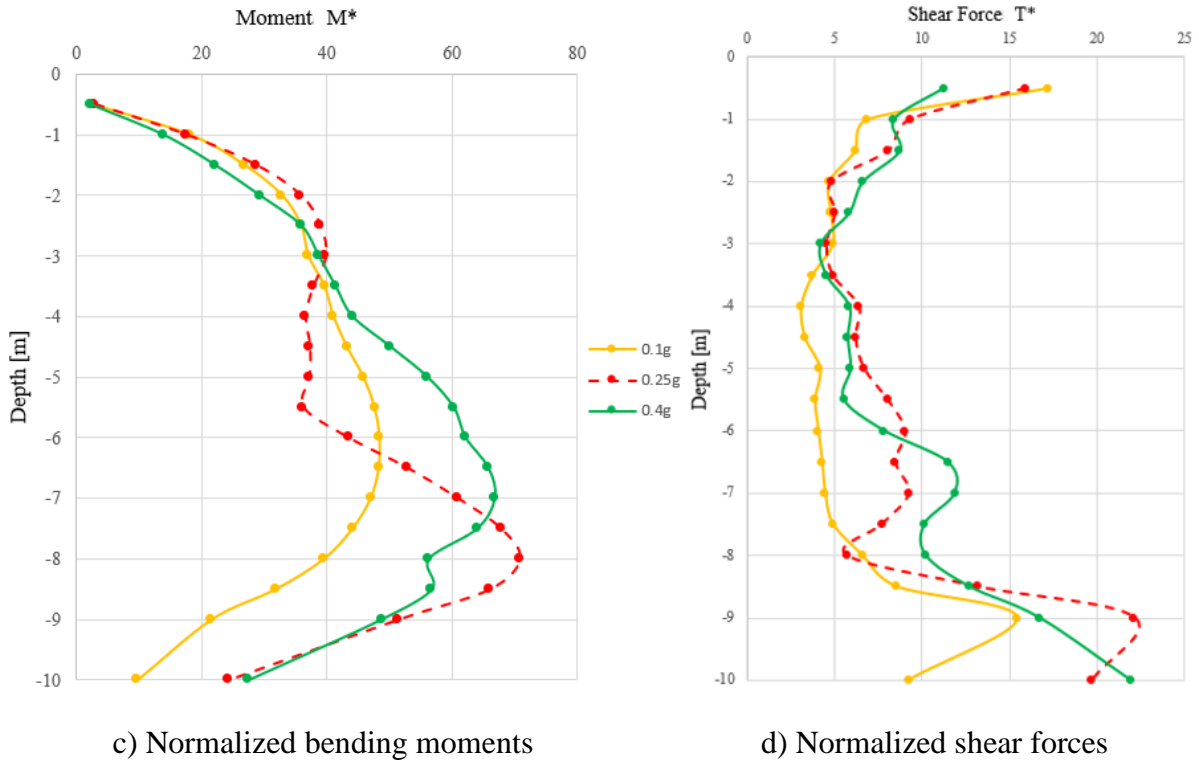 Moment M*
0 20 40 60 80
0
-1
-2
-3
-4
-5
-6
-7
-8
-9
-10
Depth [m]
0.1g
0.25g
0.4g
c) Normalized bending moments
Shear Force T*
0 5 10 15 20 25
0
-1
-2
-3
-4
-5
-6
-7
-8
-9
-10
Depth [m]
d) Normalized shear forces